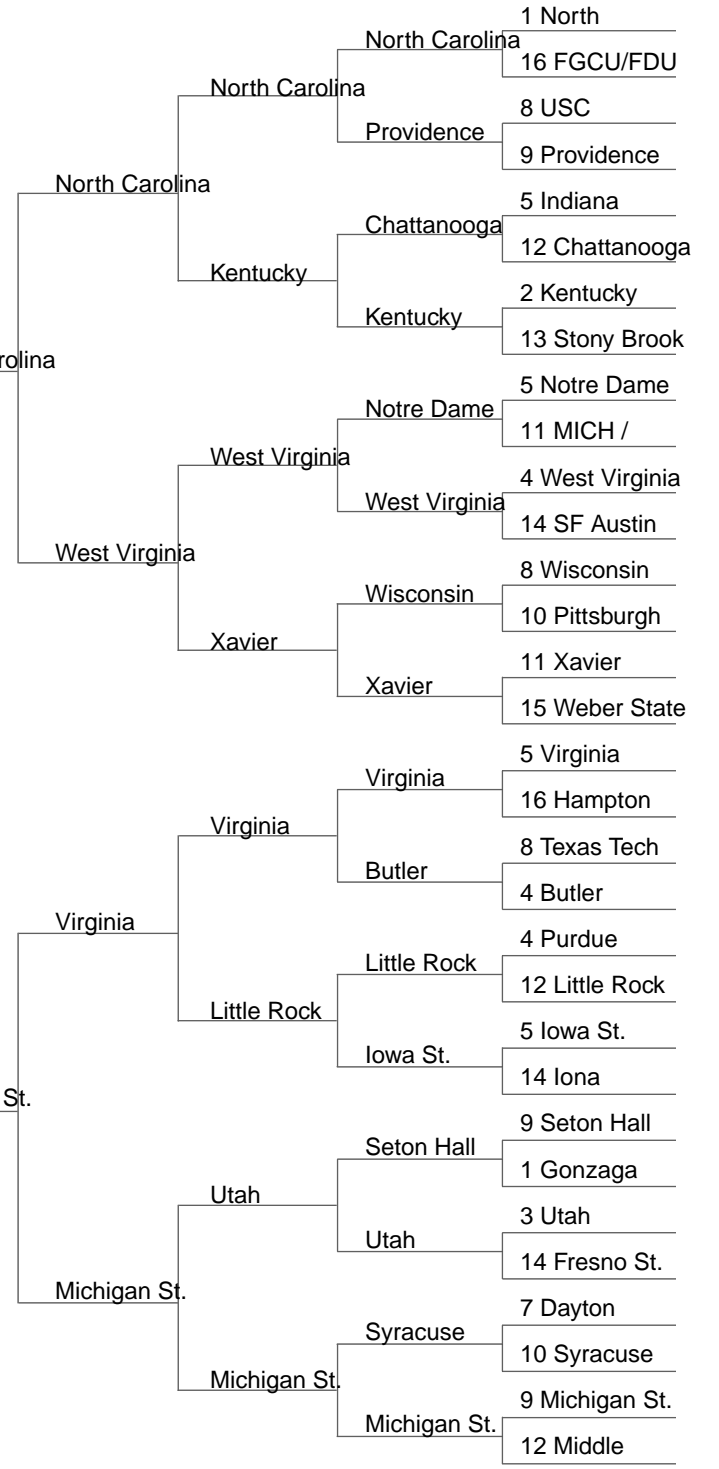 1 North
North Carolina
16 FGCU/FDU
North Carolina
8 USC
Providence
9 Providence
North Carolina
5 Indiana
Chattanooga
12 Chattanooga
Kentucky
2 Kentucky
Kentucky
13 Stony Brook
rolina
5 Notre Dame
Notre Dame
11 MICH /
West Virginia
4 West Virginia
West Virginia
14 SF Austin
West Virginia
8 Wisconsin
Wisconsin
10 Pittsburgh
Xavier
11 Xavier
Xavier
15 Weber State
5 Virginia
Virginia
16 Hampton
Virginia
8 Texas Tech
Butler
4 Butler
Virginia
4 Purdue
Little Rock
12 Little Rock
Little Rock
5 Iowa St.
Iowa St.
14 Iona
St.
9 Seton Hall
Seton Hall
1 Gonzaga
Utah
3 Utah
Utah
14 Fresno St.
Michigan St.
7 Dayton
Syracuse
10 Syracuse
Michigan St.
9 Michigan St.
Michigan St.
12 Middle